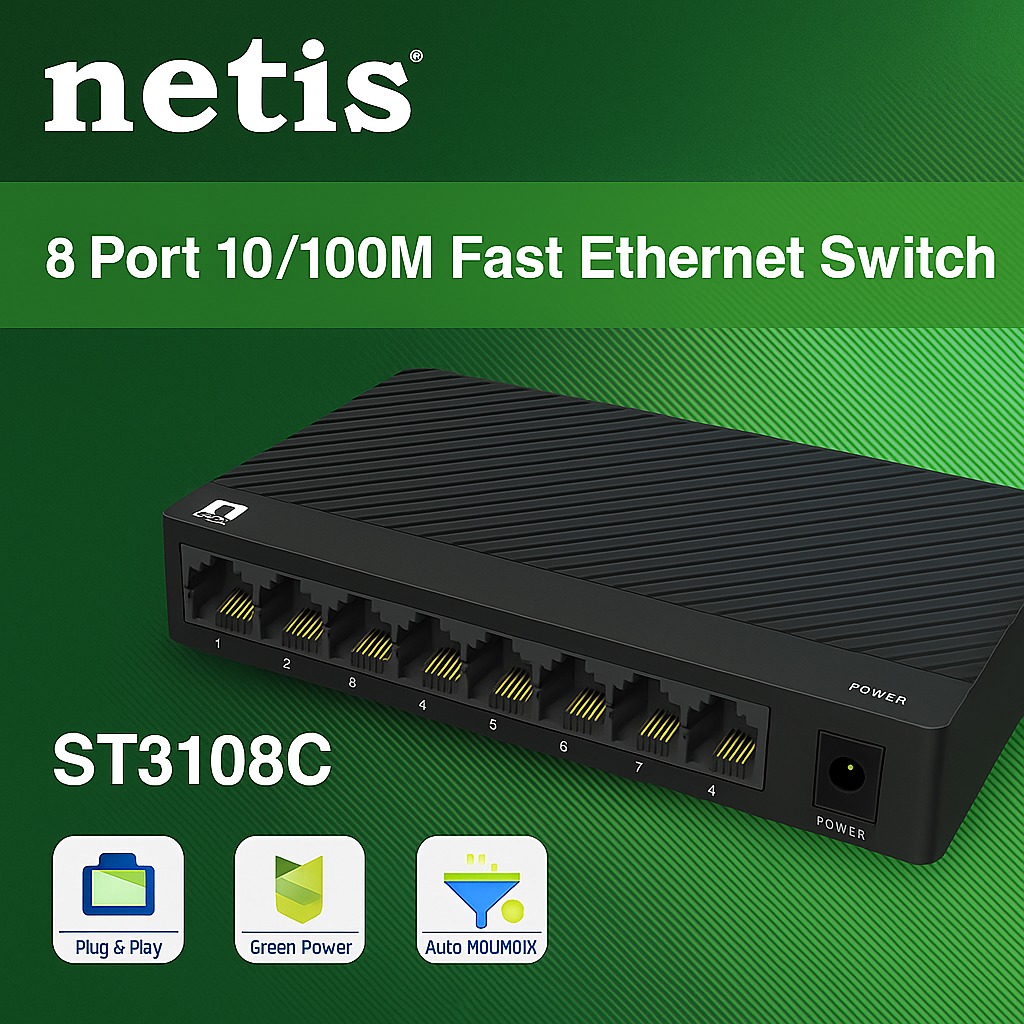 netis®
8 Port 10/100M Fast Ethernet Switch
POWER
1 2 8 4 5 6 7 4
POWER
ST3108C
Plug & Play
Green Power
Auto MOUMOIX